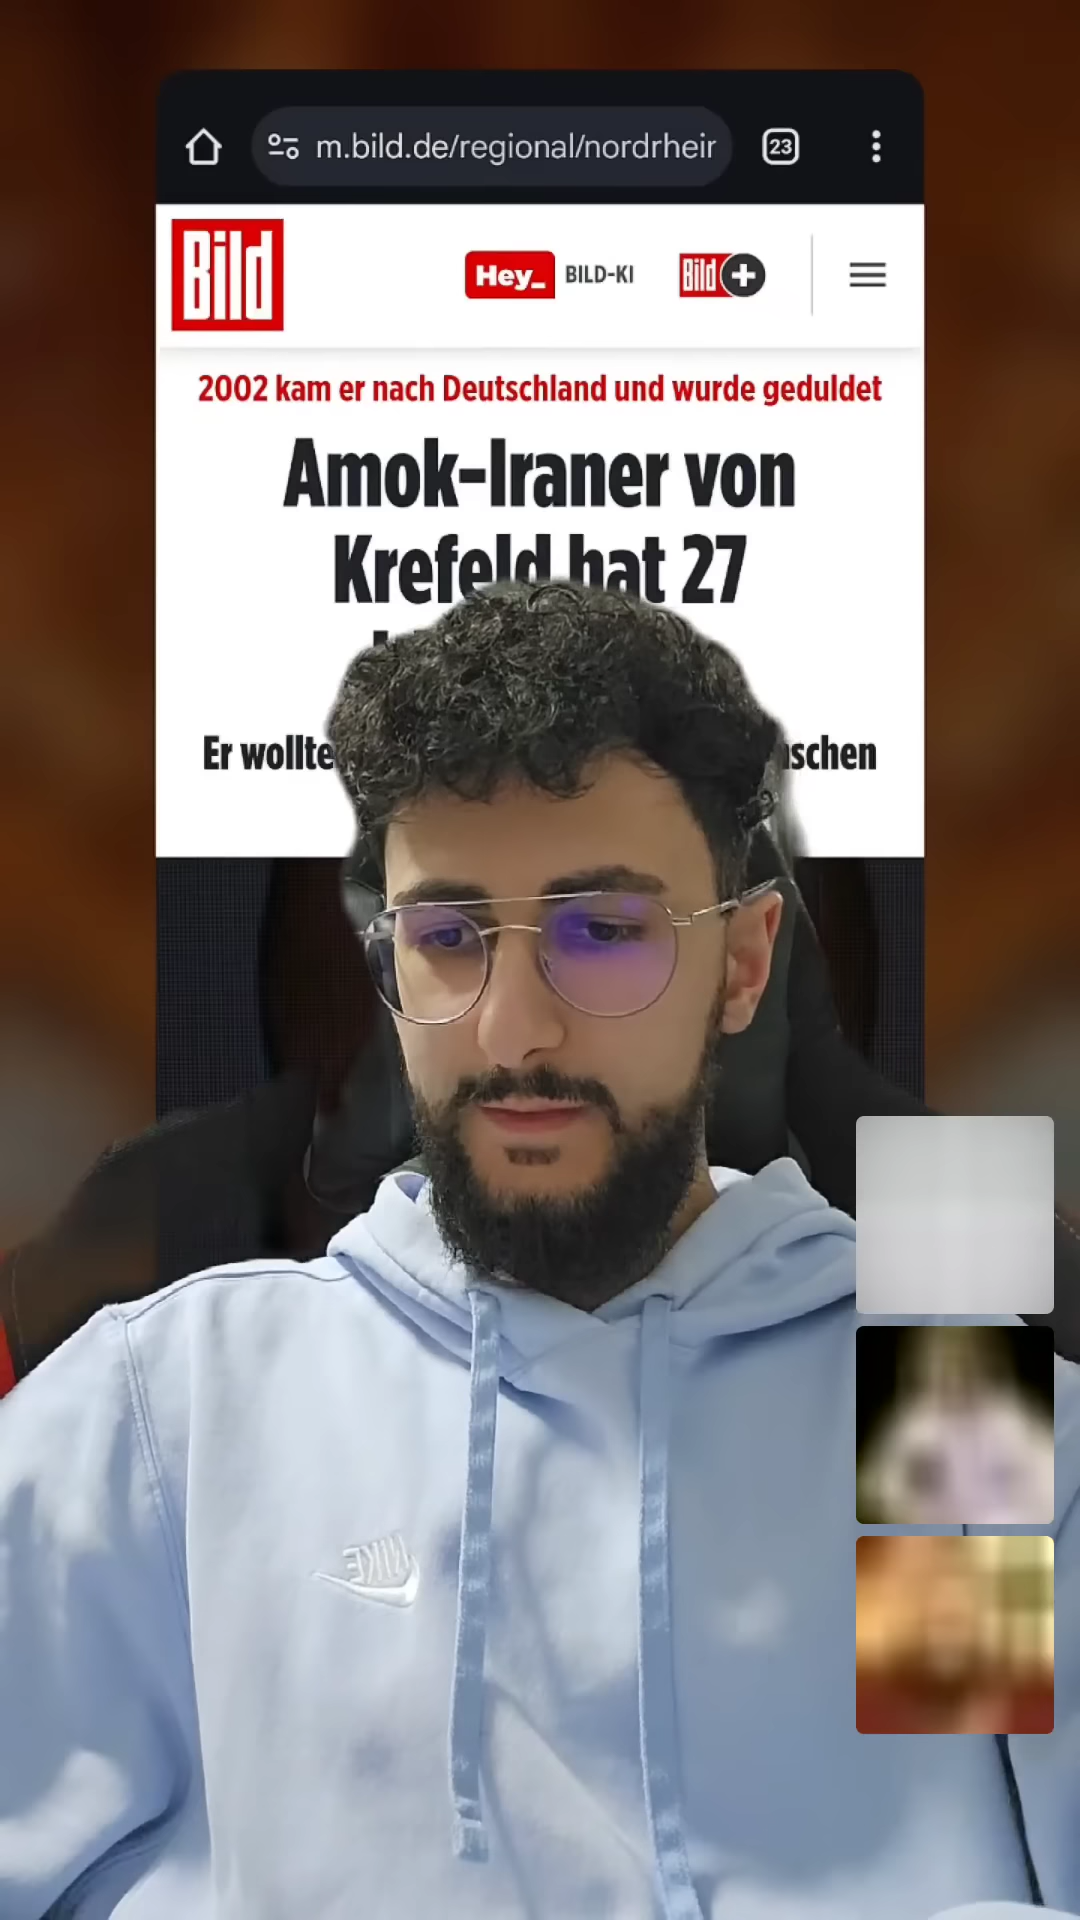 23
m.bild.de/regional/nordrheir
Bild
Hey_
BILD-KI
Bild+
2002 kam er nach Deutschland und wurde geduldet
Amok-Iraner von
Krefeld hat 27
Er wollte
NIKE